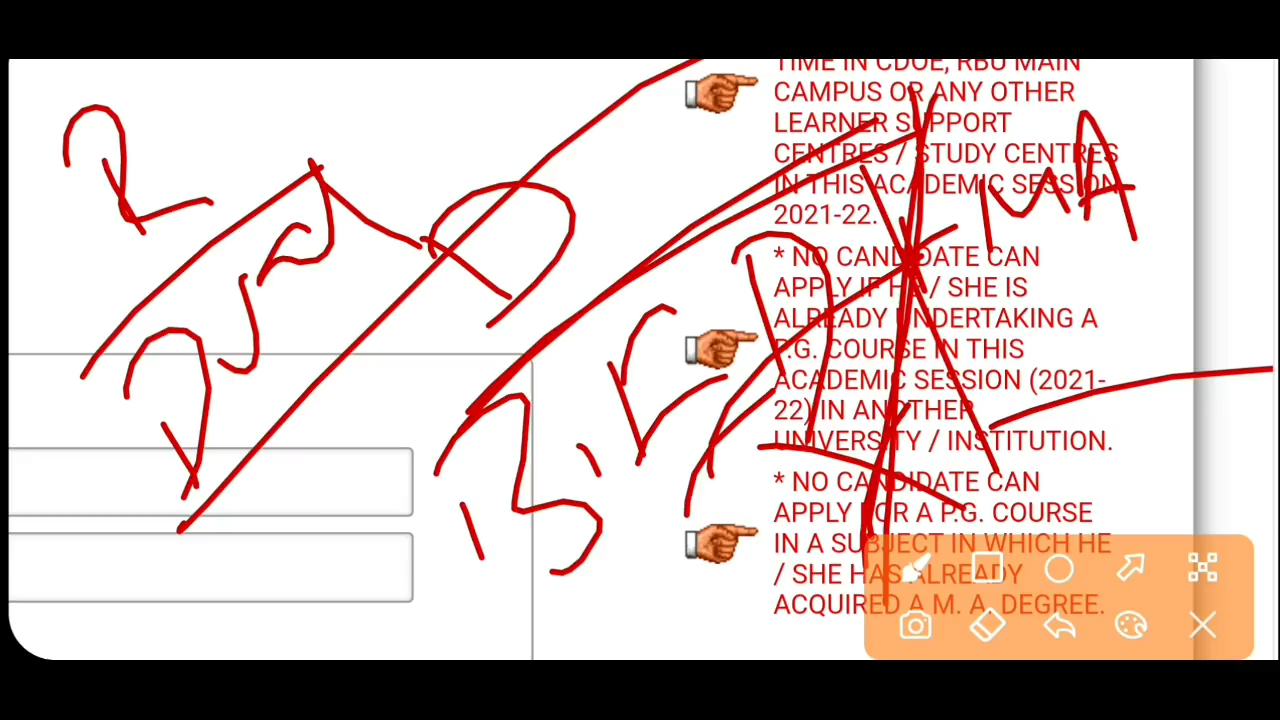 TIME IN CDOE, RBU MAIN
CAMPUS OR ANY OTHER
LEARNER SUPPORT
CENTRES / STUDY CENTRES
IN THIS ACADEMIC SESSION
2021-22.
* NO CANDIDATE CAN
APPLY IF HE / SHE IS
ALREADY UNDERTAKING A
P.G. COURSE IN THIS
ACADEMIC SESSION (2021-
22) IN ANOTHER
UNIVERSITY / INSTITUTION.
* NO CANDIDATE CAN
APPLY FOR A P.G. COURSE
IN A SUBJECT IN WHICH HE
/ SHE HAS ALREADY
ACQUIRED A M. A. DEGREE.
MA